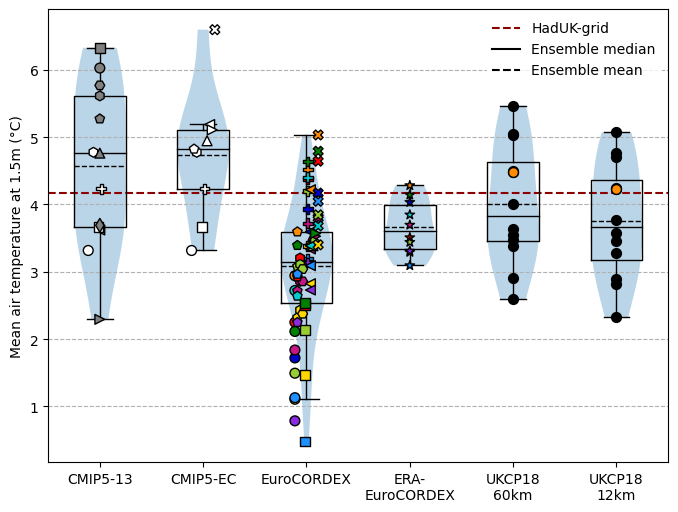 HadUK-grid
Ensemble median
Ensemble mean
Mean air temperature at 1.5m (°C)
6
5
4
3
2
1
CMIP5-13
CMIP5-EC
EuroCORDEX
ERA-
EuroCORDEX
UKCP18
60km
UKCP18
12km